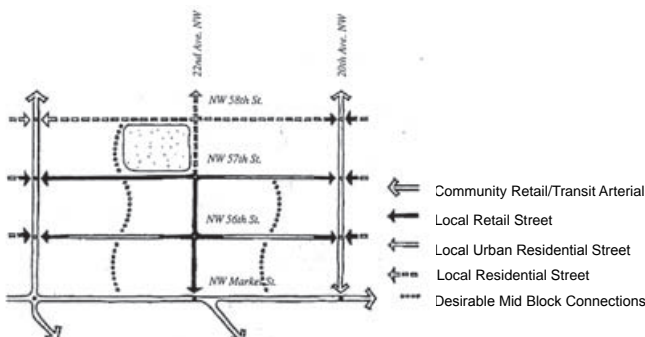 22nd Ave. NW
20th Ave. NW
NW 58th St.
NW 57th St.
NW 56th St.
NW Market St.
Community Retail/Transit Arterial
Local Retail Street
Local Urban Residential Street
Local Residential Street
Desirable Mid Block Connections